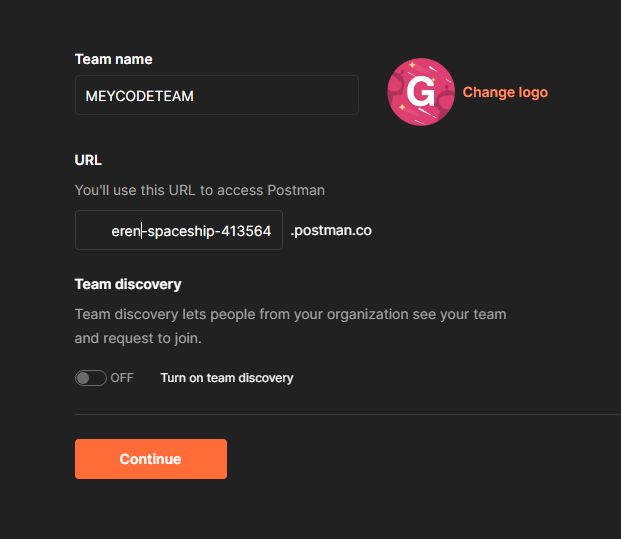 Team name
MEYCODETEAM
G
Change logo
URL
You'll use this URL to access Postman
eren-spaceship-413564
.postman.co
Team discovery
Team discovery lets people from your organization see your team
and request to join.
OFF
Turn on team discovery
Continue